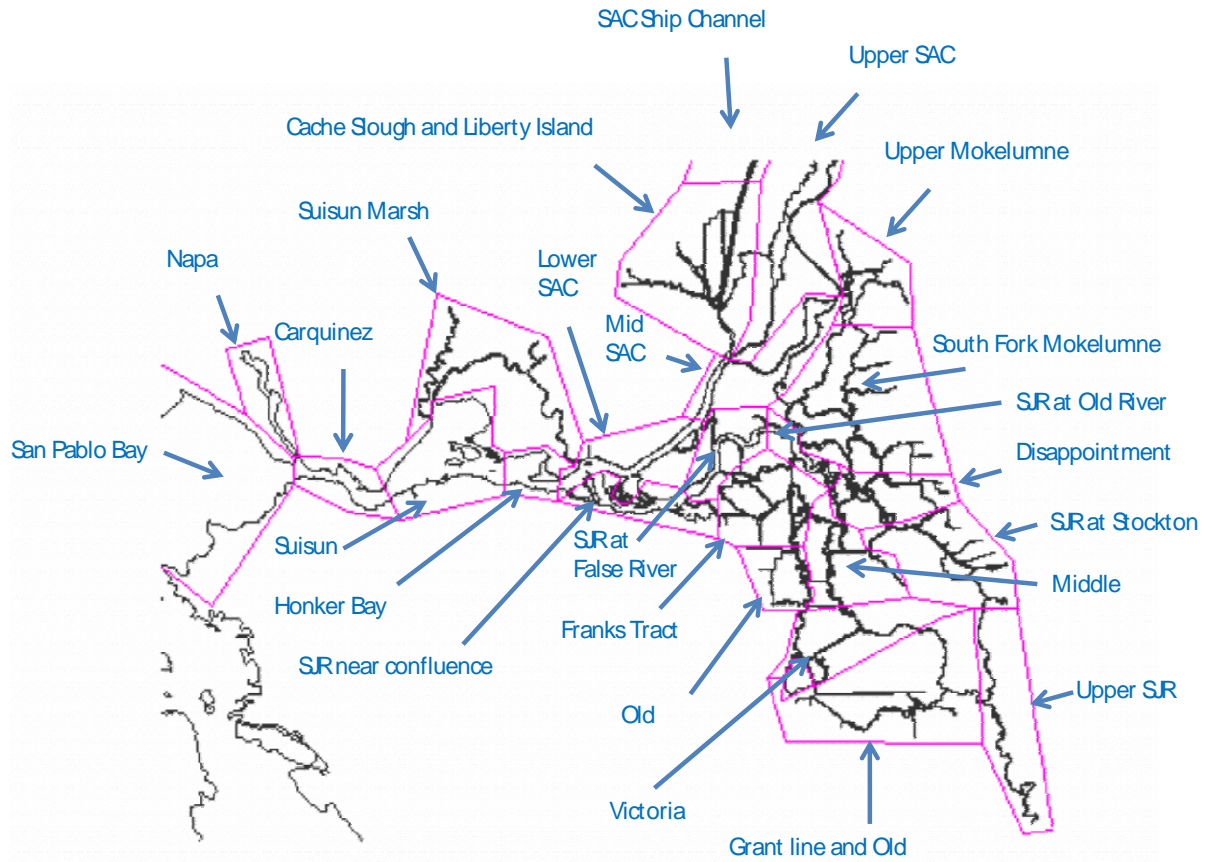 SAC Ship Channel
Upper SAC
Cache Slough and Liberty Island
Upper Mokelumne
Suisun Marsh
Napa
Lower
SAC
Carquinez
Mid
SAC
South Fork Mokelumne
SJR at Old River
San Pablo Bay
Disappointment
SJR at Stockton
Suisun
SJR at
False River
Middle
Honker Bay
Franks Tract
SJR near confluence
Old
Upper SJR
Victoria
Grant line and Old